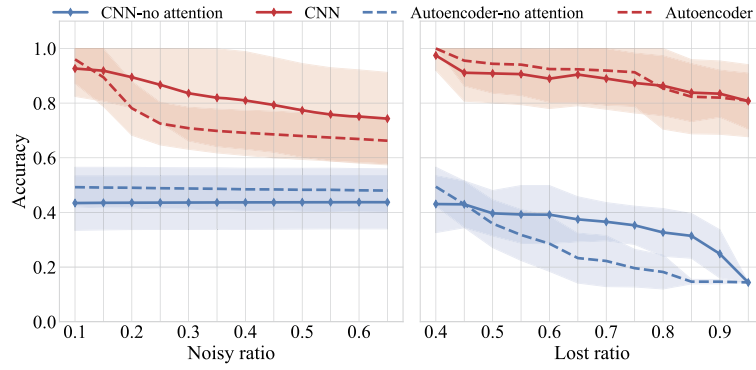 CNN-no attention CNN Autoencoder-no attention Autoencoder
Accuracy
1.0
0.8
0.6
0.4
0.2
0.0
0.1 0.2 0.3 0.4 0.5 0.6 0.4 0.5 0.6 0.7 0.8 0.9
Noisy ratio Lost ratio